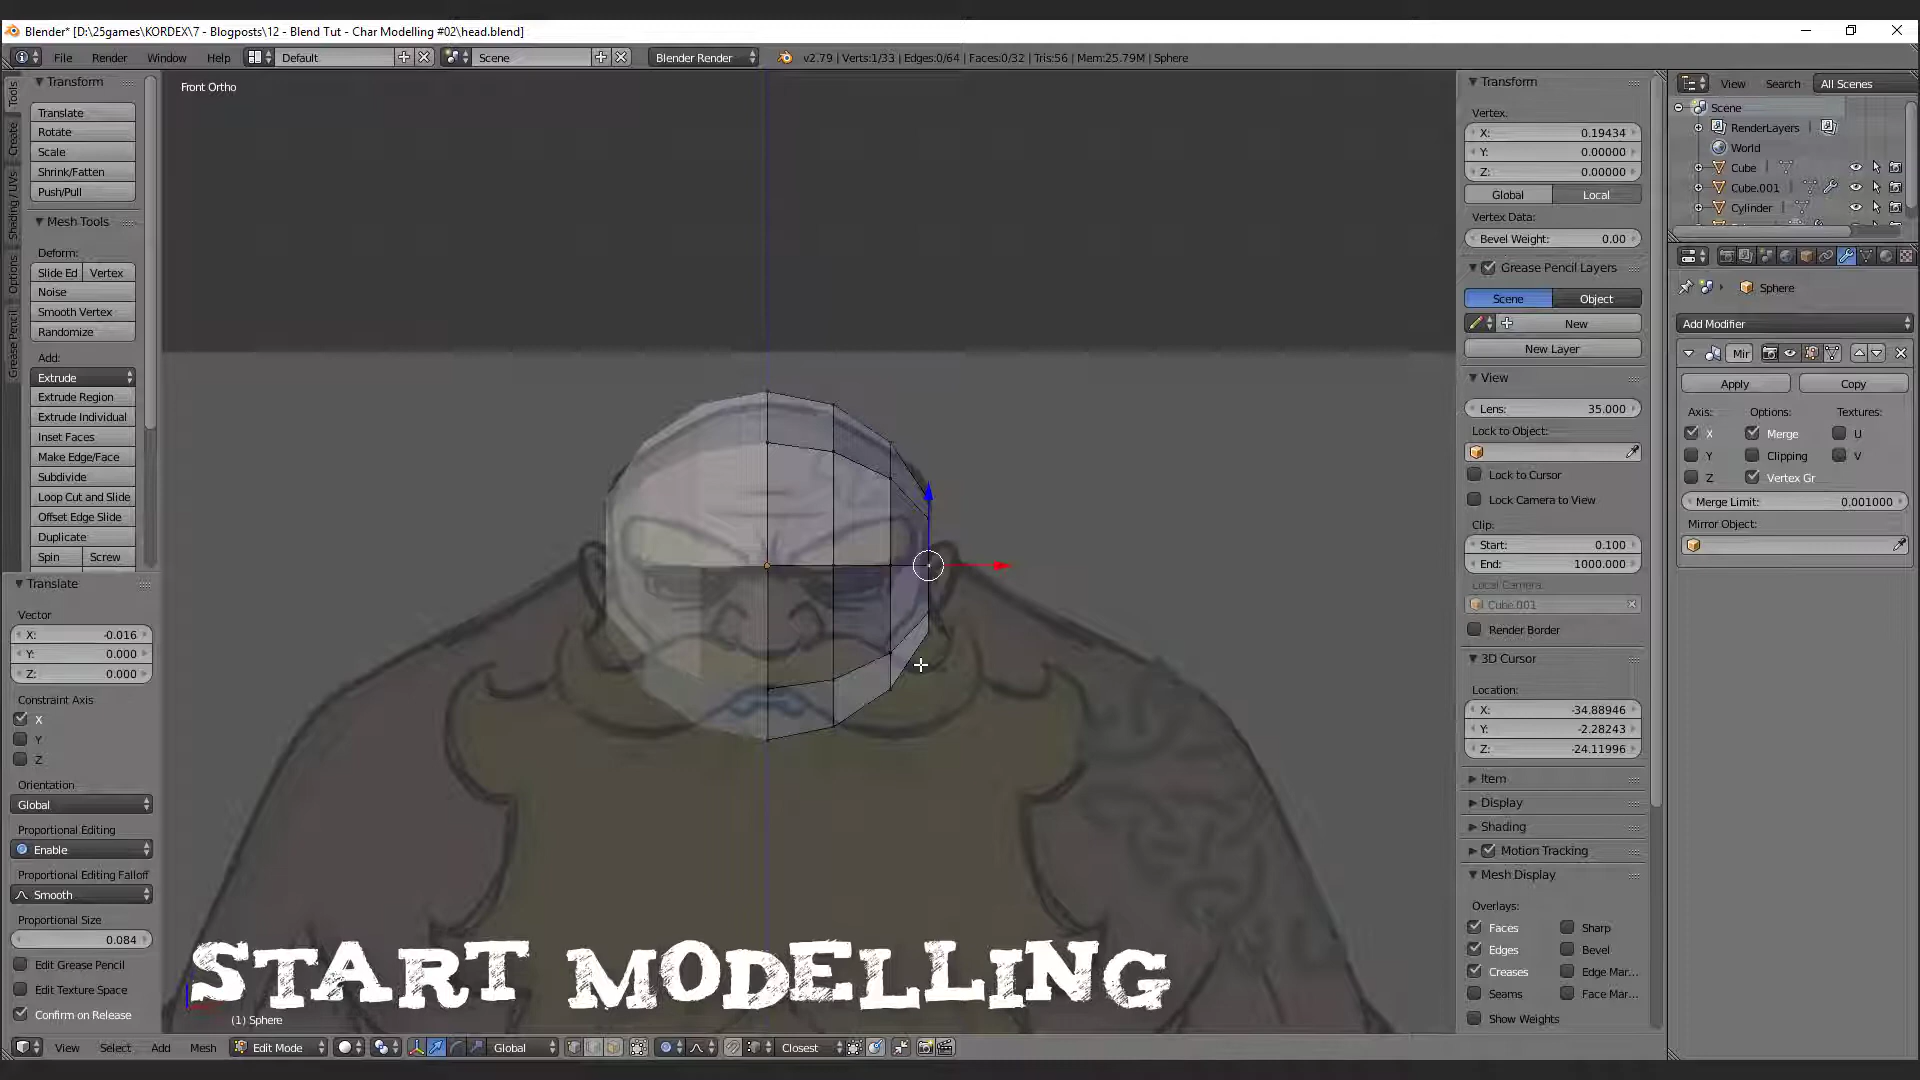 Blender* [D:\25games\KORDEX\7 - Blogposts\12 - Blend Tut - Char Modelling #02\head.blend]
File Render Window Help Default Scene Blender Render v2.79 | Verts:1/33 | Edges:0/64 | Faces:0/32 | Tris:56 | Mem:25.79M | Sphere
Tools
Create
Shading / UVs
Options
Grease Pencil
Transform
Translate
Rotate
Scale
Shrink/Fatten
Push/Pull
Mesh Tools
Deform:
Slide Ed Vertex
Noise
Smooth Vertex
Randomize
Add:
Extrude
Extrude Region
Extrude Individual
Inset Faces
Make Edge/Face
Subdivide
Loop Cut and Slide
Offset Edge Slide
Duplicate
Spin Screw
Translate
Vector
X: -0.016
Y: 0.000
Z: 0.000
Constraint Axis
X
Y
Z
Orientation
Global
Proportional Editing
Enable
Proportional Editing Falloff
Smooth
Proportional Size
0.084
Edit Grease Pencil
Edit Texture Space
Confirm on Release
Front Ortho
START MODELLING
(1) Sphere
View Select Add Mesh Edit Mode Global Closest
Transform
Vertex:
X: 0.19434
Y: 0.00000
Z: 0.00000
Global Local
Vertex Data:
Bevel Weight: 0.00
Grease Pencil Layers
Scene Object
New
New Layer
View
Lens: 35.000
Lock to Object:
Lock to Cursor
Lock Camera to View
Clip:
Start: 0.100
End: 1000.000
Local Camera:
Cube.001
Render Border
3D Cursor
Location:
X: -34.88946
Y: -2.28243
Z: -24.11996
Item
Display
Shading
Motion Tracking
Mesh Display
Overlays:
Faces Sharp
Edges Bevel
Creases Edge Mar...
Seams Face Mar...
Show Weights
View Search All Scenes
Scene
RenderLayers
World
Cube
Cube.001
Cylinder
Sphere
Add Modifier
Mir
Apply Copy
Axis: Options: Textures:
X Merge U
Y Clipping V
Z Vertex Gr
Merge Limit: 0.001000
Mirror Object: